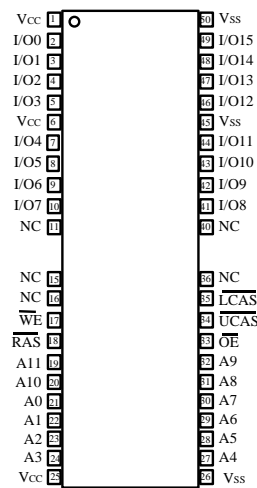 Vcc 1 50 Vss
I/O0 2 49 I/O15
I/O1 3 48 I/O14
I/O2 4 47 I/O13
I/O3 5 46 I/O12
Vcc 6 45 Vss
I/O4 7 44 I/O11
I/O5 8 43 I/O10
I/O6 9 42 I/O9
I/O7 10 41 I/O8
NC 11 40 NC
NC 15 36 NC
NC 16 35 LCAS
WE 17 34 UCAS
RAS 18 33 OE
A11 19 32 A9
A10 20 31 A8
A0 21 30 A7
A1 22 29 A6
A2 23 28 A5
A3 24 27 A4
Vcc 25 26 Vss